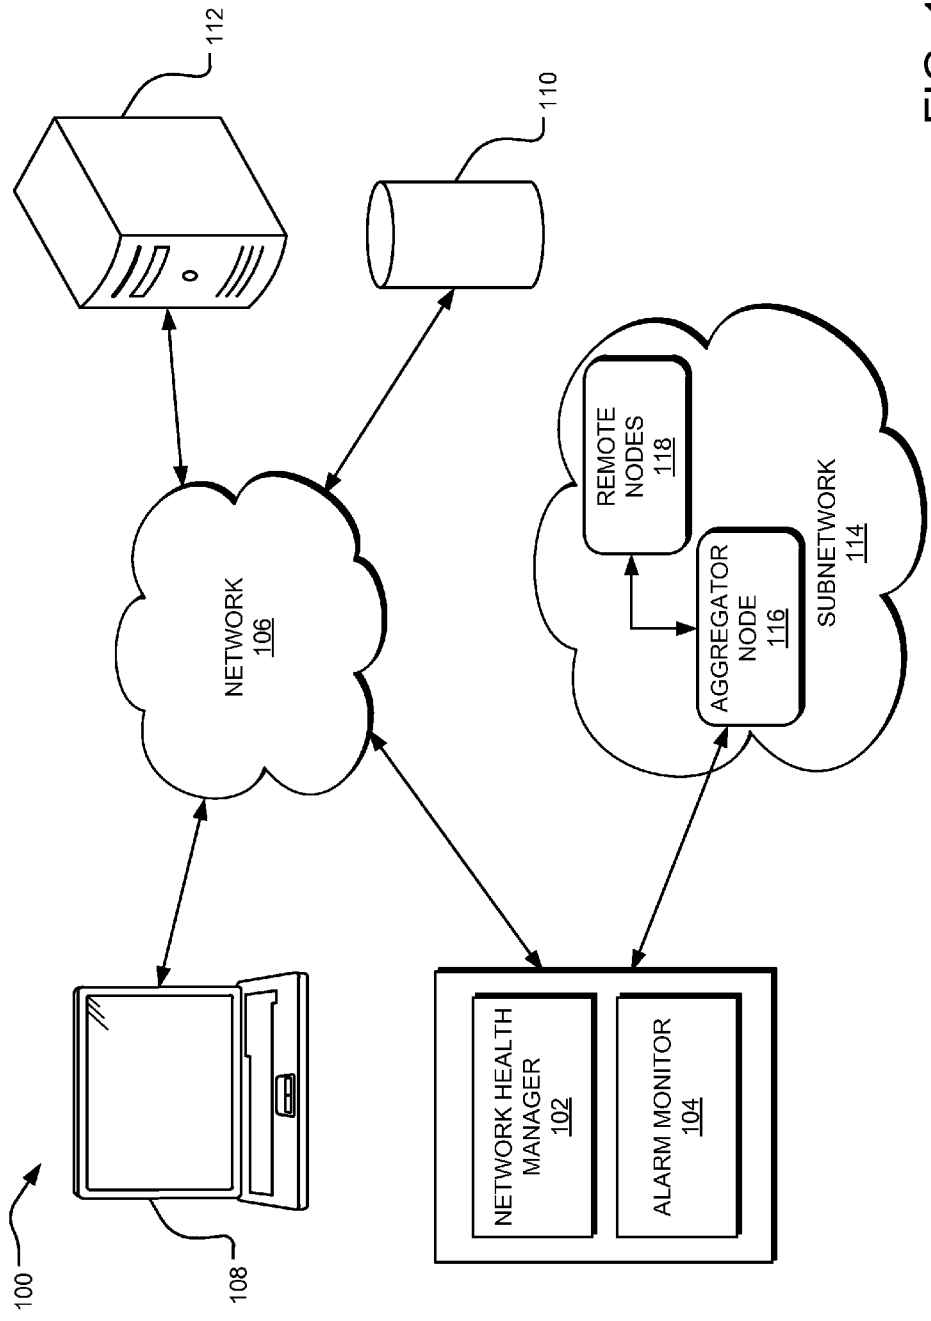 100
108
112
110
NETWORK
106
NETWORK HEALTH
MANAGER
102
ALARM MONITOR
104
REMOTE
NODES
118
AGGREGATOR
NODE
116
SUBNETWORK
114